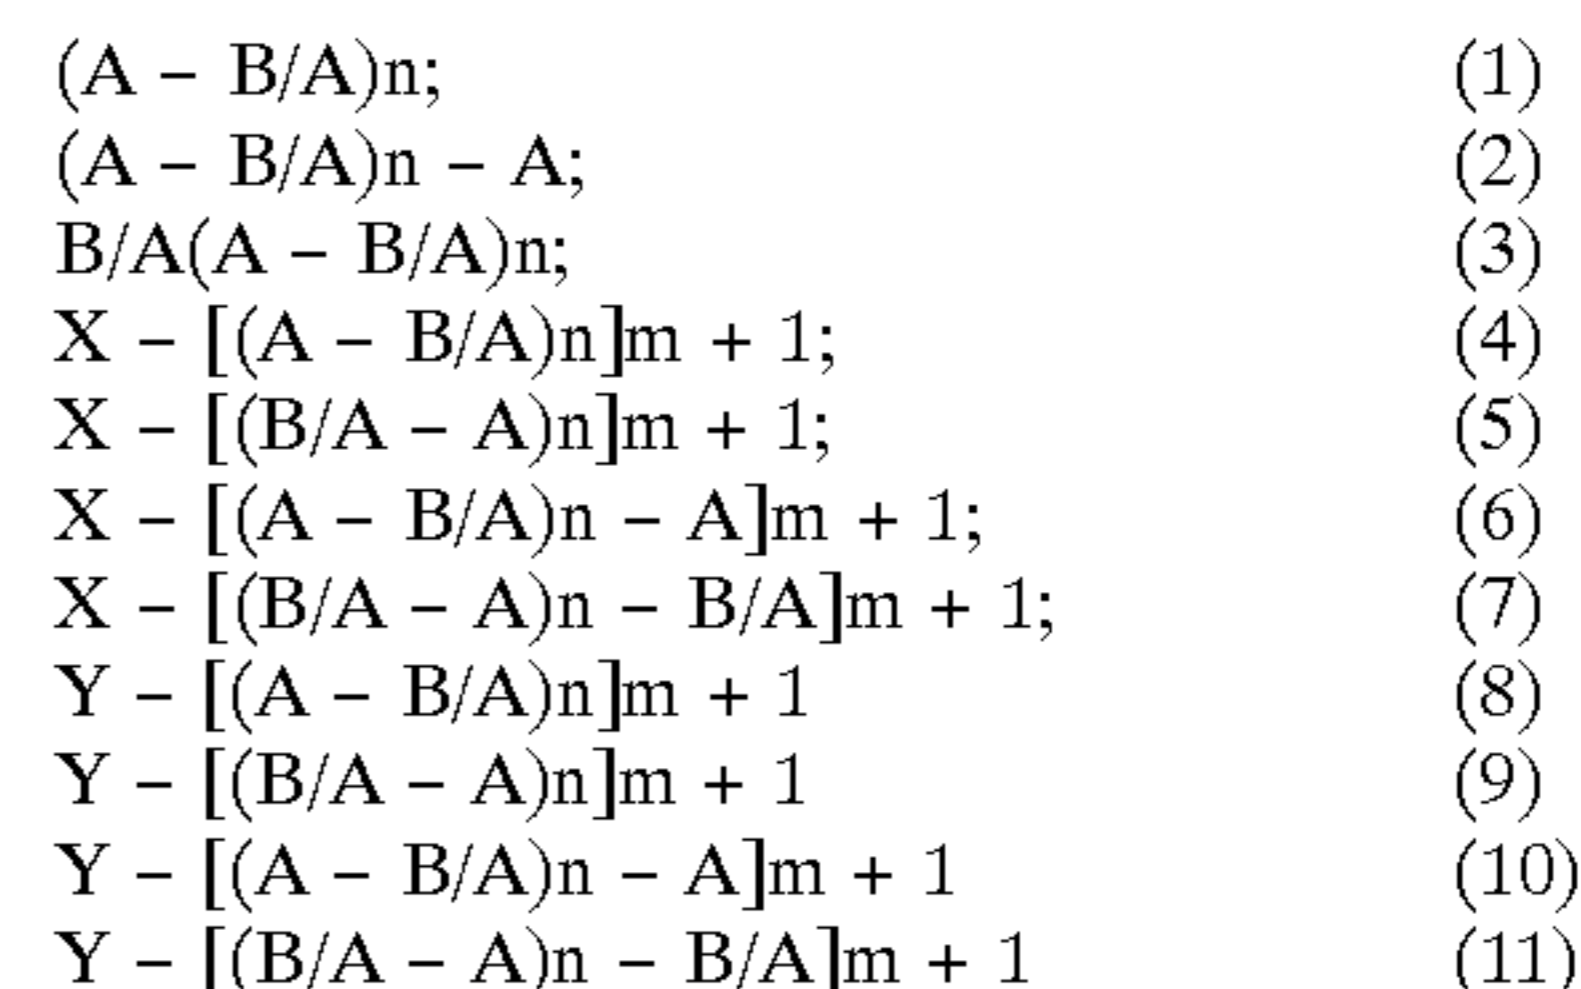 (A – B/A)n; (1)
(A – B/A)n – A; (2)
B/A(A – B/A)n; (3)
X – [(A – B/A)n]m + 1; (4)
X – [(B/A – A)n]m + 1; (5)
X – [(A – B/A)n – A]m + 1; (6)
X – [(B/A – A)n – B/A]m + 1; (7)
Y – [(A – B/A)n]m + 1 (8)
Y – [(B/A – A)n]m + 1 (9)
Y – [(A – B/A)n – A]m + 1 (10)
Y – [(B/A – A)n – B/A]m + 1 (11)